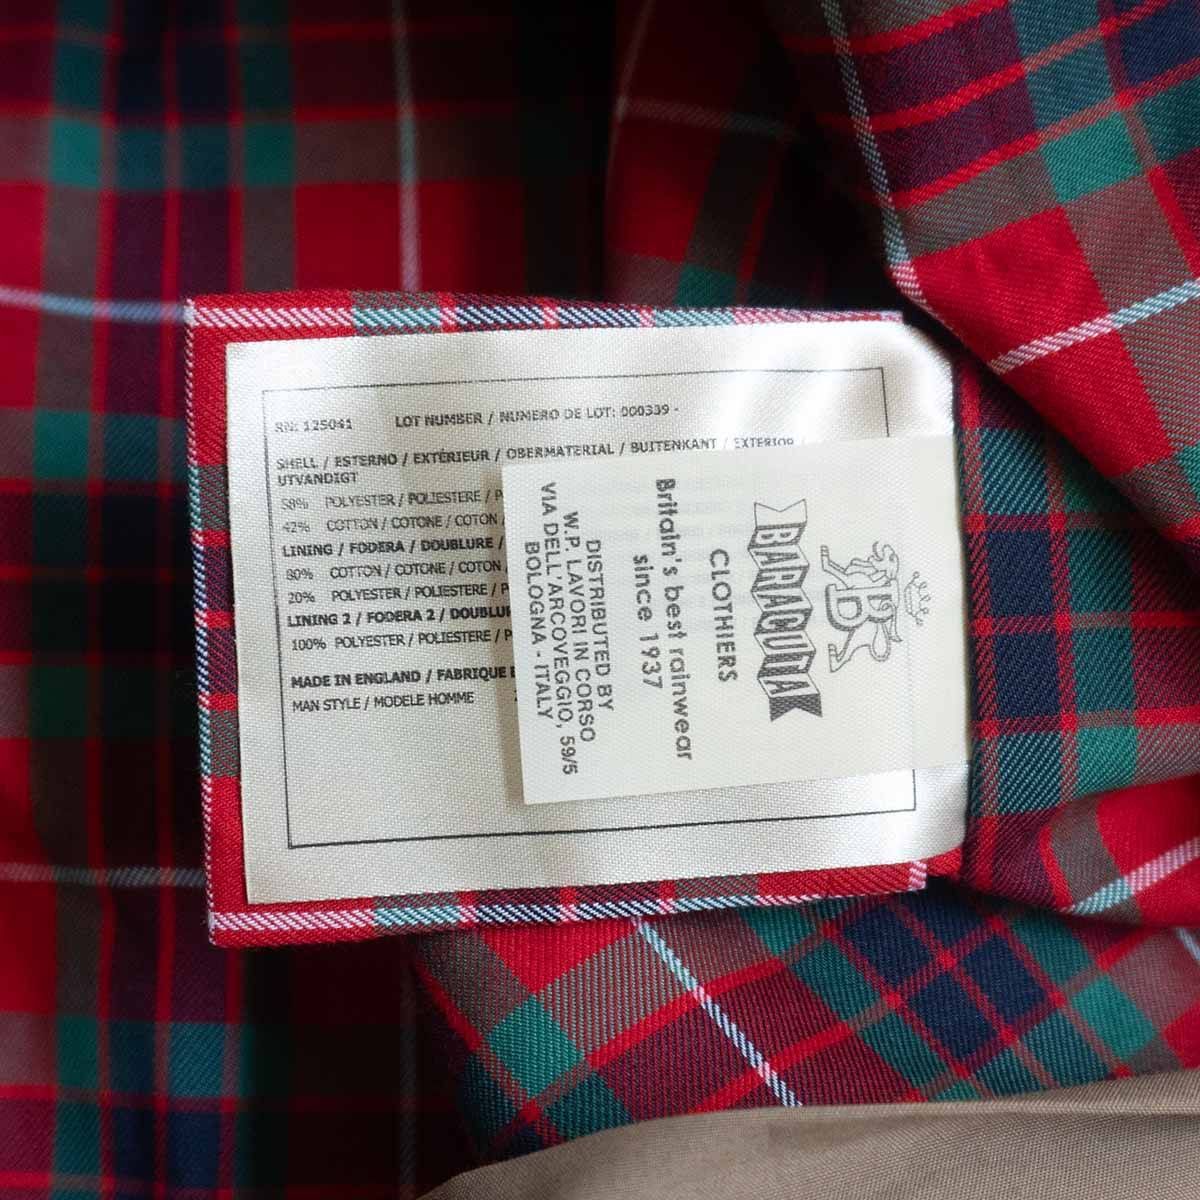 RN: 125041 LOT NUMBER / NUMERO DE LOT: 000339 -
SHELL / ESTERNO / EXTÉRIEUR / OBERMATERIAL / BUITENKANT / EXTERIOR /
UTVANDIGT
58% POLYESTER / POLIESTERE / P
42% COTTON / COTONE / COTON /
LINING / FODERA / DOUBLURE /
80% COTTON / COTONE / COTON
20% POLYESTER / POLIESTERE / P
LINING 2 / FODERA 2 / DOUBLU
100% POLYESTER / POLIESTERE / P
MADE IN ENGLAND / FABRIQUE E
MAN STYLE / MODELE HOMME
BARACUTA
CLOTHIERS
Britain's best rainwear
since 1937
DISTRIBUTED BY
W.P. LAVORI IN CORSO
VIA DELL'ARCOVEGGIO, 59/5
BOLOGNA - ITALY